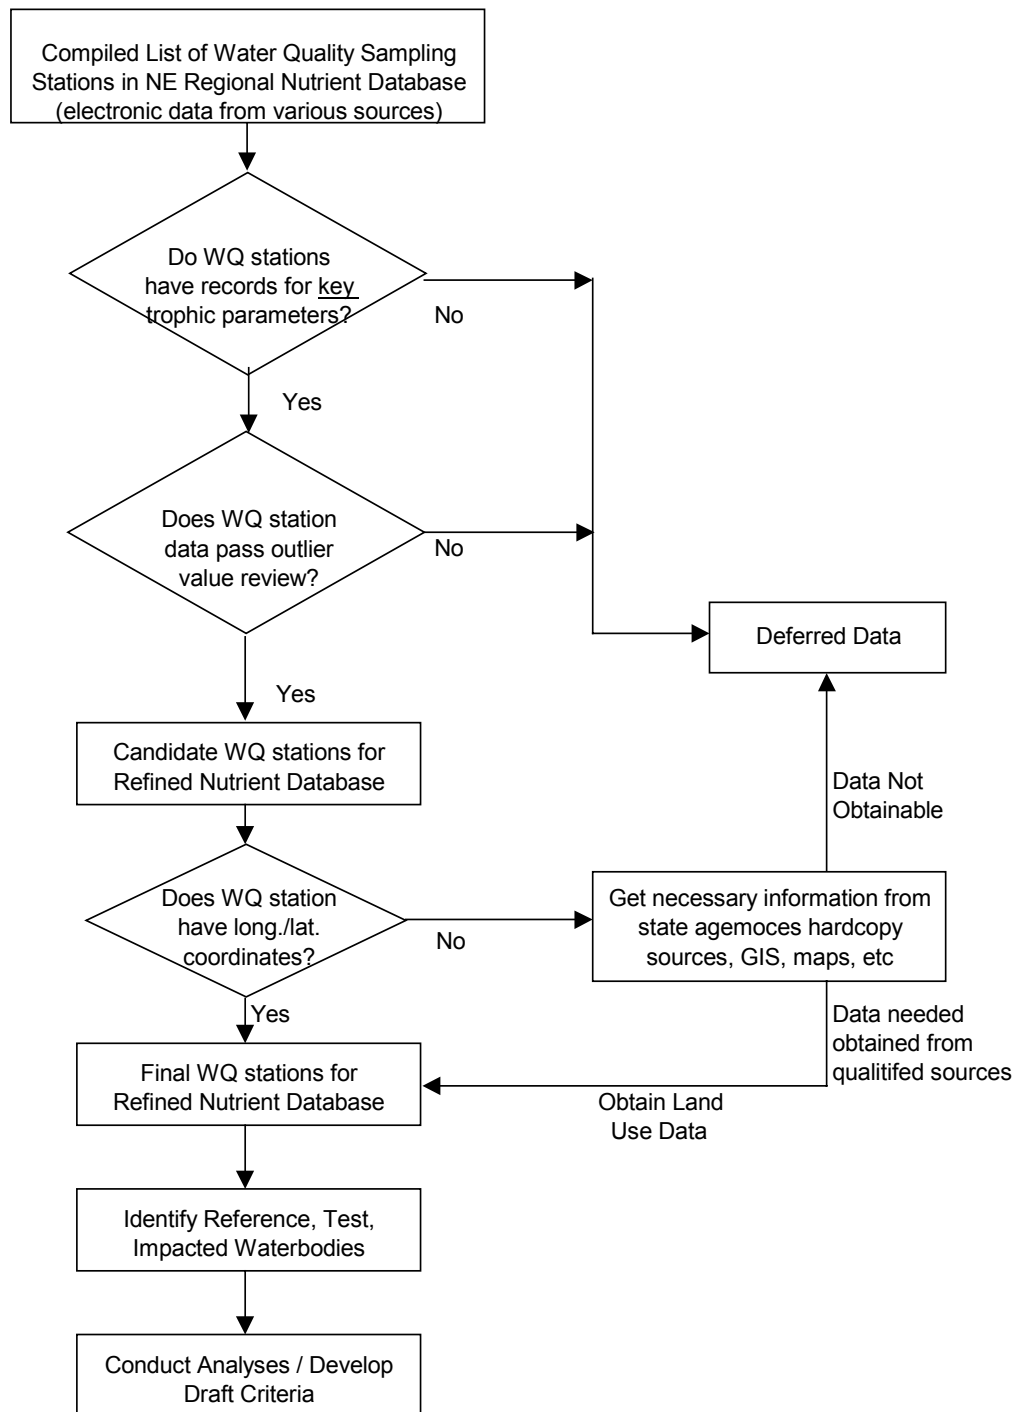 Compiled List of Water Quality Sampling
Stations in NE Regional Nutrient Database
(electronic data from various sources)
Do WQ stations
have records for key
trophic parameters?
No
Yes
Does WQ station
data pass outlier
value review?
No
Deferred Data
Yes
Candidate WQ stations for
Refined Nutrient Database
Data Not
Obtainable
Does WQ station
have long./lat.
coordinates?
No
Get necessary information from
state agemoces hardcopy
sources, GIS, maps, etc
Yes
Data needed
obtained from
qualitifed sources
Final WQ stations for
Refined Nutrient Database
Obtain Land
Use Data
Identify Reference, Test,
Impacted Waterbodies
Conduct Analyses / Develop
Draft Criteria